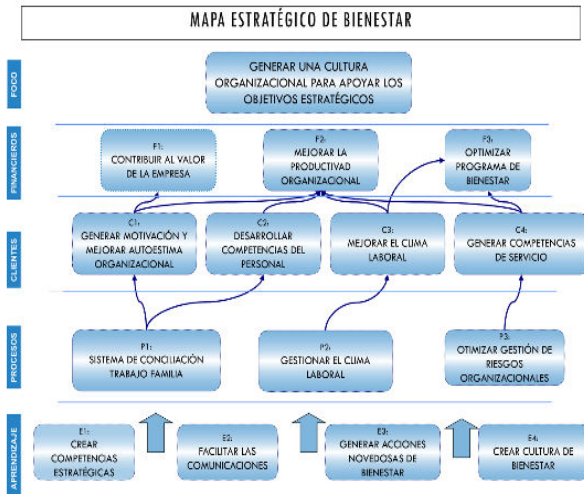 MAPA ESTRATÉGICO DE BIENESTAR
FOCO
GENERAR UNA CULTURA
ORGANIZACIONAL PARA APOYAR LOS
OBJETIVOS ESTRATÉGICOS
FINANCIEROS
F1:
CONTRIBUIR AL VALOR
DE LA EMPRESA
F2:
MEJORAR LA
PRODUCTIVAD
ORGANIZACIONAL
F3:
OPTIMIZAR
PROGRAMA DE
BIENESTAR
CLIENTES
C1:
GENERAR MOTIVACIÓN Y
MEJORAR AUTOESTIMA
ORGANIZACIONAL
C2:
DESARROLLAR
COMPETENCIAS DEL
PERSONAL
C3:
MEJORAR EL CLIMA
LABORAL
C4:
GENERAR COMPETENCIAS
DE SERVICIO
PROCESOS
P1:
SISTEMA DE CONCILIACIÓN
TRABAJO FAMILIA
P2:
GESTIONAR EL CLIMA
LABORAL
P3:
OTIMIZAR GESTIÓN DE
RIESGOS
ORGANIZACIONALES
APRENDIZAJE
E1:
CREAR
COMPETENCIAS
ESTRATÉGICAS
E2:
FACILITAR LAS
COMUNICACIONES
E3:
GENERAR ACCIONES
NOVEDOSAS DE
BIENESTAR
E4:
CREAR CULTURA DE
BIENESTAR